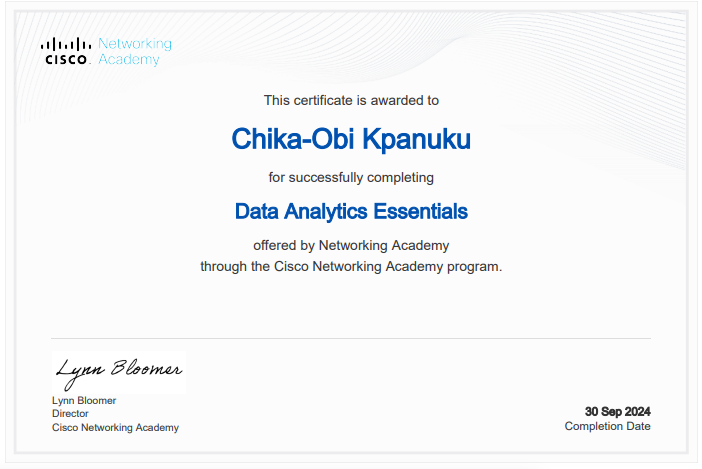 Networking
CISCO. Academy
This certificate is awarded to
Chika-Obi Kpanuku
for successfully completing
Data Analytics Essentials
offered by Networking Academy
through the Cisco Networking Academy program.
Lynn Bloomer
Lynn Bloomer
Director
Cisco Networking Academy
30 Sep 2024
Completion Date